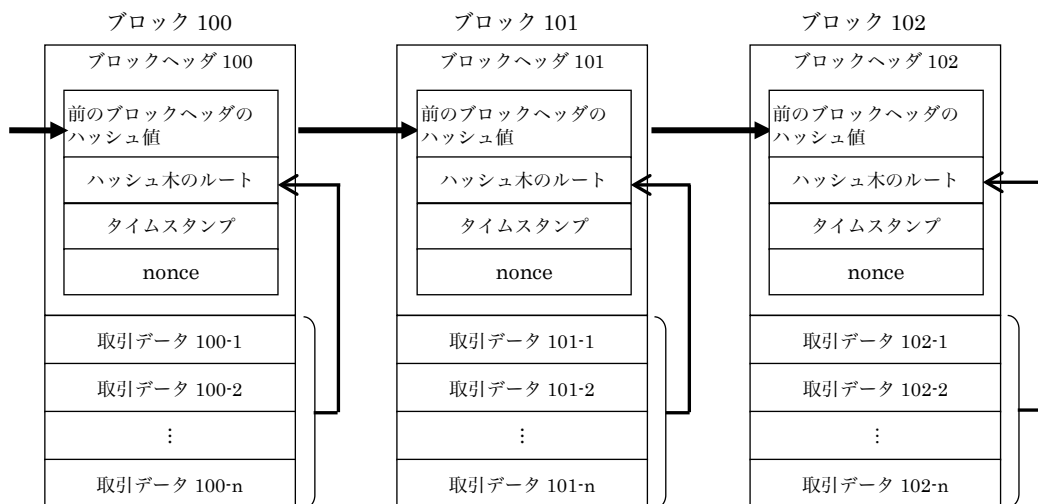 ブロック 100
ブロックヘッダ 100
前のブロックヘッダの
ハッシュ値
ハッシュ木のルート
タイムスタンプ
nonce
取引データ 100-1
取引データ 100-2
⋮
取引データ 100-n
ブロック 101
ブロックヘッダ 101
前のブロックヘッダの
ハッシュ値
ハッシュ木のルート
タイムスタンプ
nonce
取引データ 101-1
取引データ 101-2
⋮
取引データ 101-n
ブロック 102
ブロックヘッダ 102
前のブロックヘッダの
ハッシュ値
ハッシュ木のルート
タイムスタンプ
nonce
取引データ 102-1
取引データ 102-2
⋮
取引データ 102-n